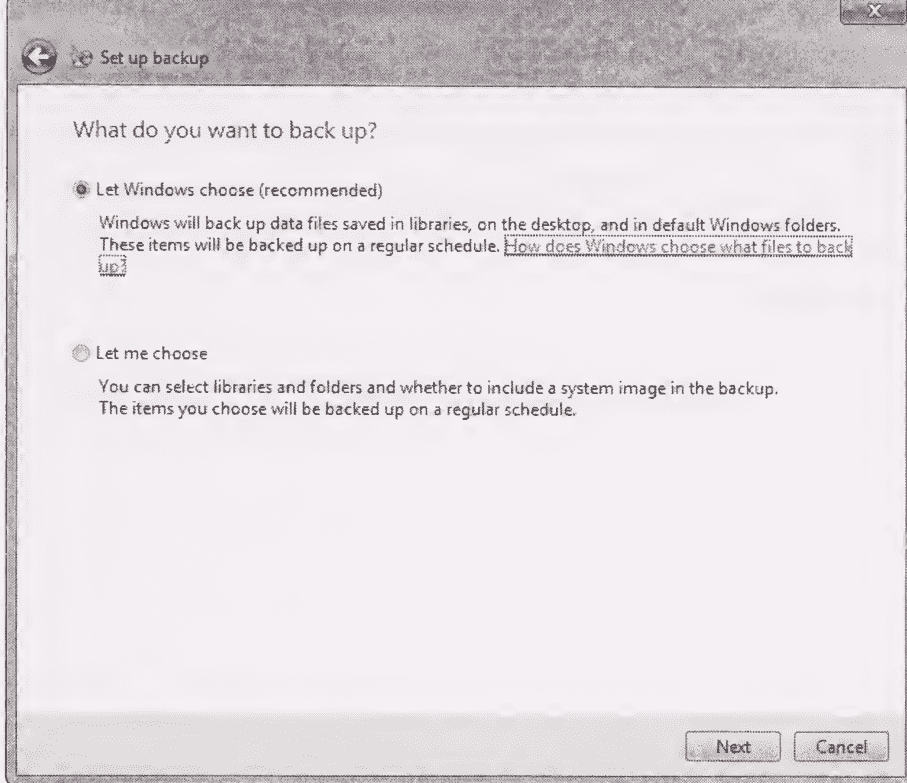 Set up backup
What do you want to back up?
Let Windows choose (recommended)
Windows will back up data files saved in libraries, on the desktop, and in default Windows folders.
These items will be backed up on a regular schedule. How does Windows choose what files to back
up?
Let me choose
You can select libraries and folders and whether to include a system image in the backup.
The items you choose will be backed up on a regular schedule.
Next
Cancel